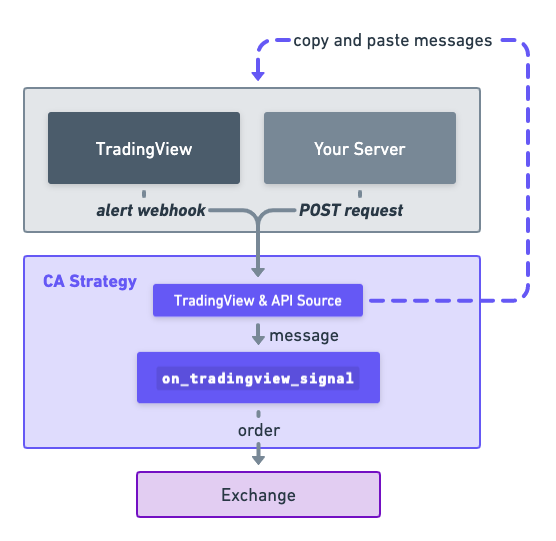 copy and paste messages
TradingView
Your Server
alert webhook
POST request
CA Strategy
TradingView & API Source
message
on_tradingview_signal
order
Exchange